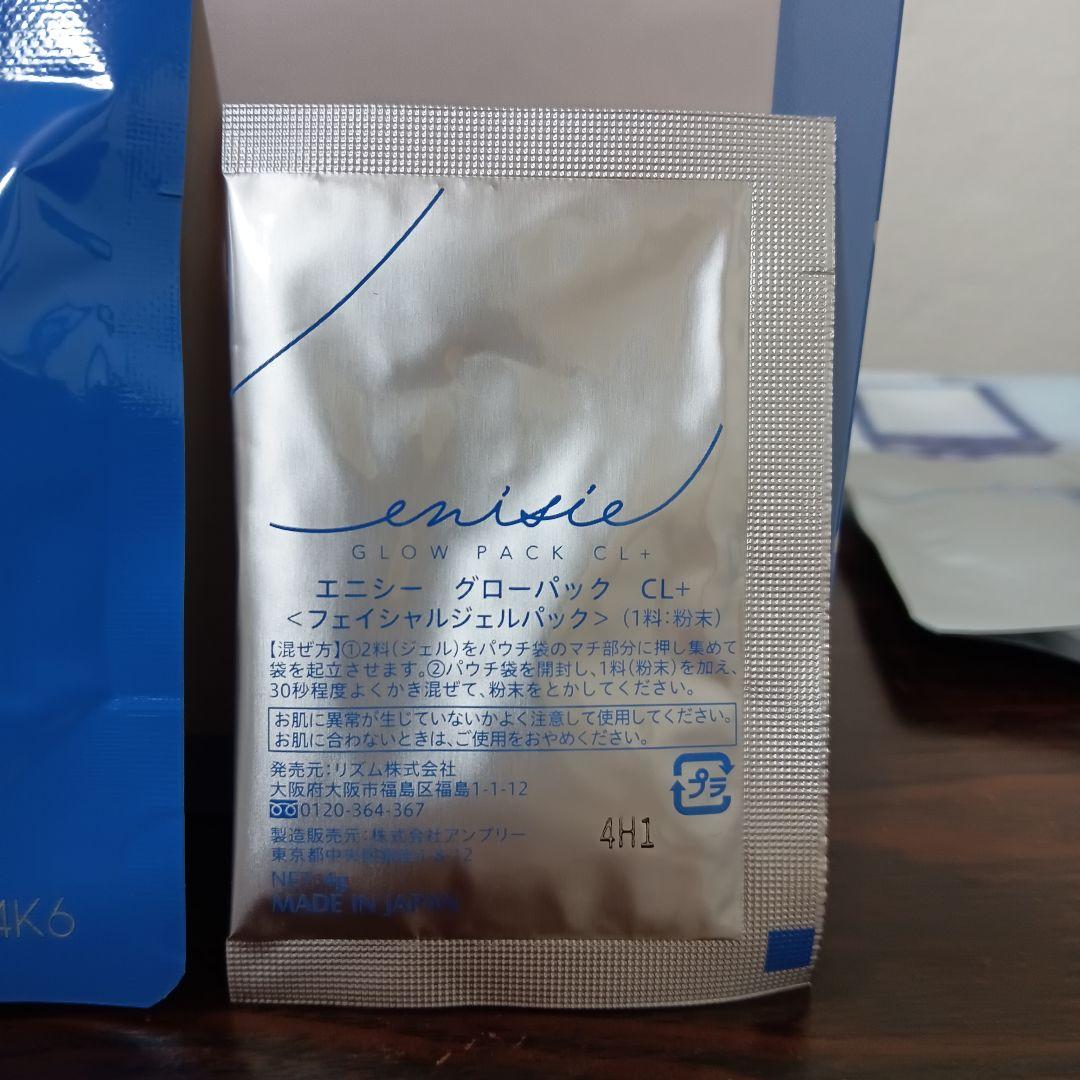 enisie
GLOW PACK CL+
エニシー　グローパック　CL+
<フェイシャルジェルパック>(1料:粉末)
【混ぜ方】①2料(ジェル)をパウチ袋のマチ部分に押し集めて
袋を起立させます。②パウチ袋を開封し、1料(粉末)を加え、
30秒程度よくかき混ぜて、粉末をとかしてください。
お肌に異常が生じていないかよく注意して使用してください。
お肌に合わないときは、ご使用をおやめください。
発売元:リズム株式会社
大阪府大阪市福島区福島1-1-12
0120-364-367
プラ
製造販売元:株式会社アンプリー
4H1
東京都中央区
NET:4g
MADE IN JAPAN
4K6